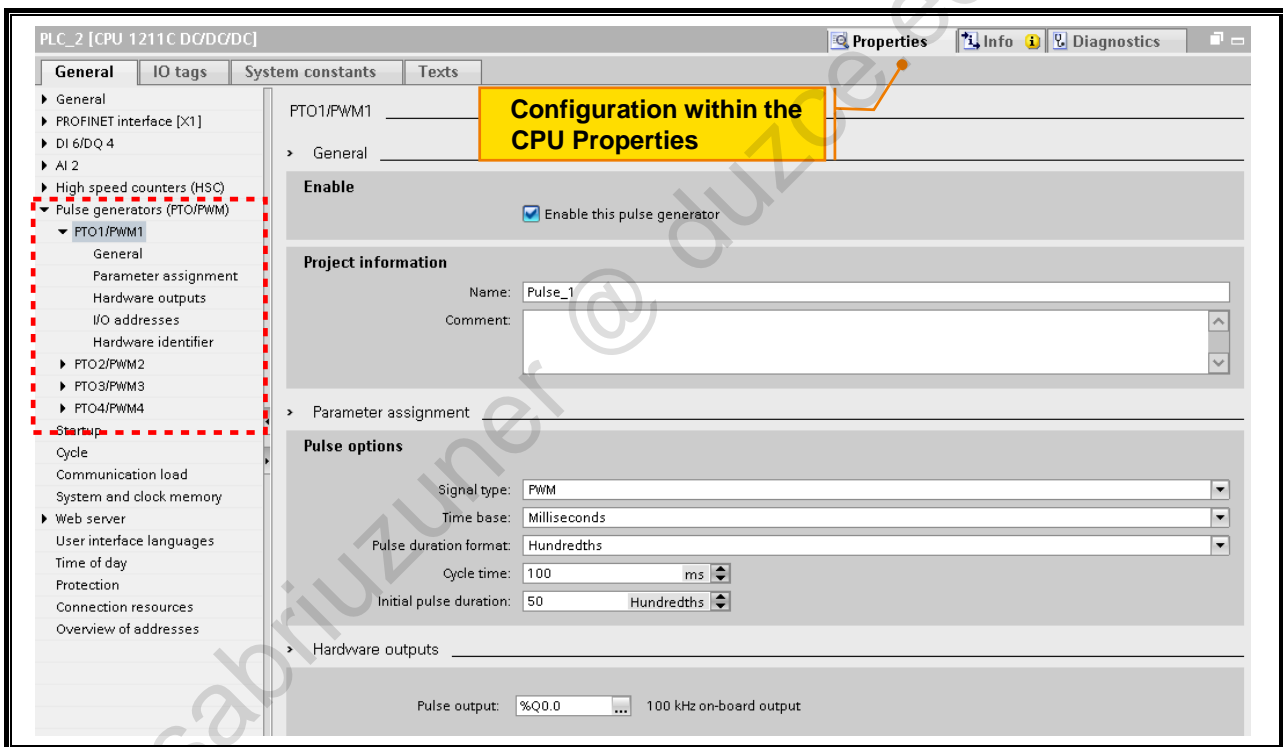 PLC_2 [CPU 1211C DC/DC/DC]
Properties
Info
Diagnostics
General
IO tags
System constants
Texts
General
PROFINET interface [X1]
DI 6/DQ 4
AI 2
High speed counters (HSC)
Pulse generators (PTO/PWM)
PTO1/PWM1
General
Parameter assignment
Hardware outputs
I/O addresses
Hardware identifier
PTO2/PWM2
PTO3/PWM3
PTO4/PWM4
Startup
Cycle
Communication load
System and clock memory
Web server
User interface languages
Time of day
Protection
Connection resources
Overview of addresses
PTO1/PWM1
Configuration within the
CPU Properties
General
Enable
Enable this pulse generator
Project information
Name: Pulse_1
Comment:
Parameter assignment
Pulse options
Signal type: PWM
Time base: Milliseconds
Pulse duration format: Hundredths
Cycle time: 100 ms
Initial pulse duration: 50 Hundredths
Hardware outputs
Pulse output: %Q0.0 ... 100 kHz on-board output
sabriuzuner @ duzce.e